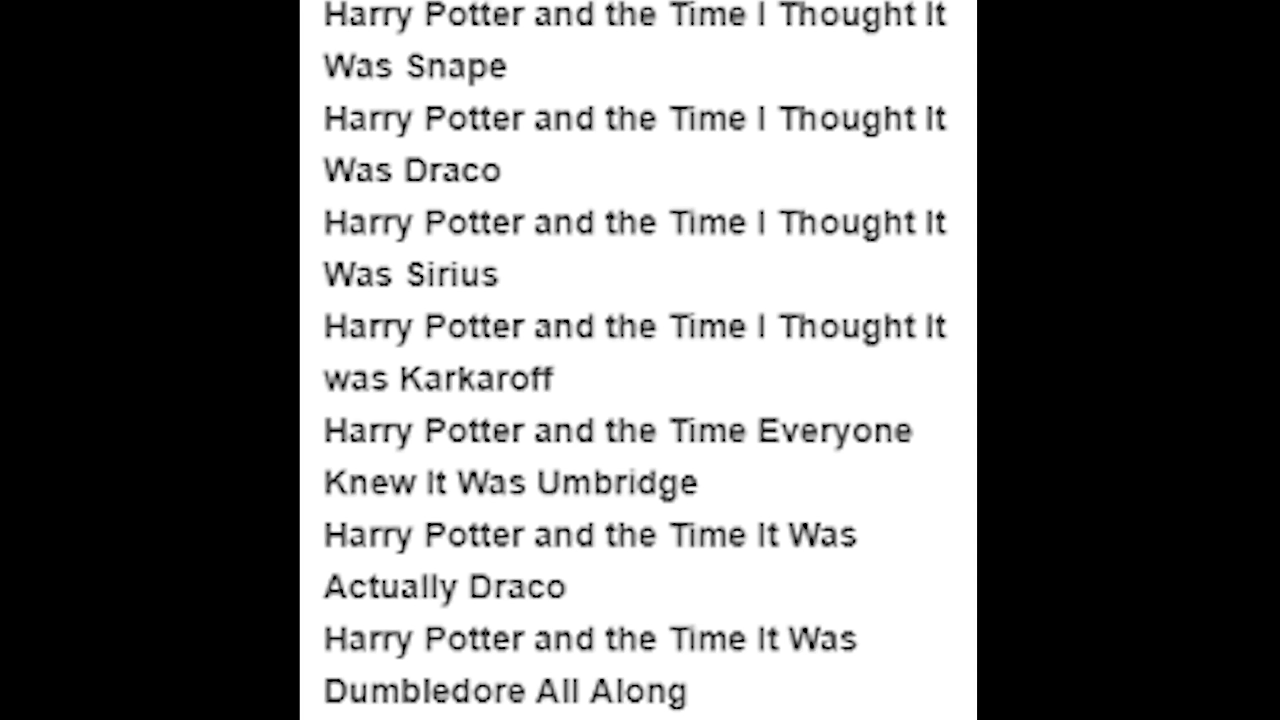 Harry Potter and the Time I Thought It
Was Snape
Harry Potter and the Time I Thought It
Was Draco
Harry Potter and the Time I Thought It
Was Sirius
Harry Potter and the Time I Thought It
was Karkaroff
Harry Potter and the Time Everyone
Knew It Was Umbridge
Harry Potter and the Time It Was
Actually Draco
Harry Potter and the Time It Was
Dumbledore All Along